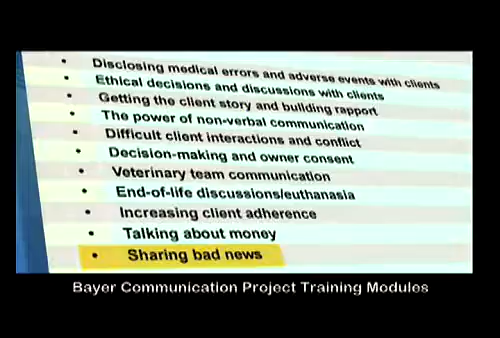 • Disclosing medical errors and adverse events with clients
• Ethical decisions and discussions with clients
• Getting the client story and building rapport
• The power of non-verbal communication
• Difficult client interactions and conflict
• Decision-making and owner consent
• Veterinary team communication
• End-of-life discussions/euthanasia
• Increasing client adherence
• Talking about money
• Sharing bad news
Bayer Communication Project Training Modules